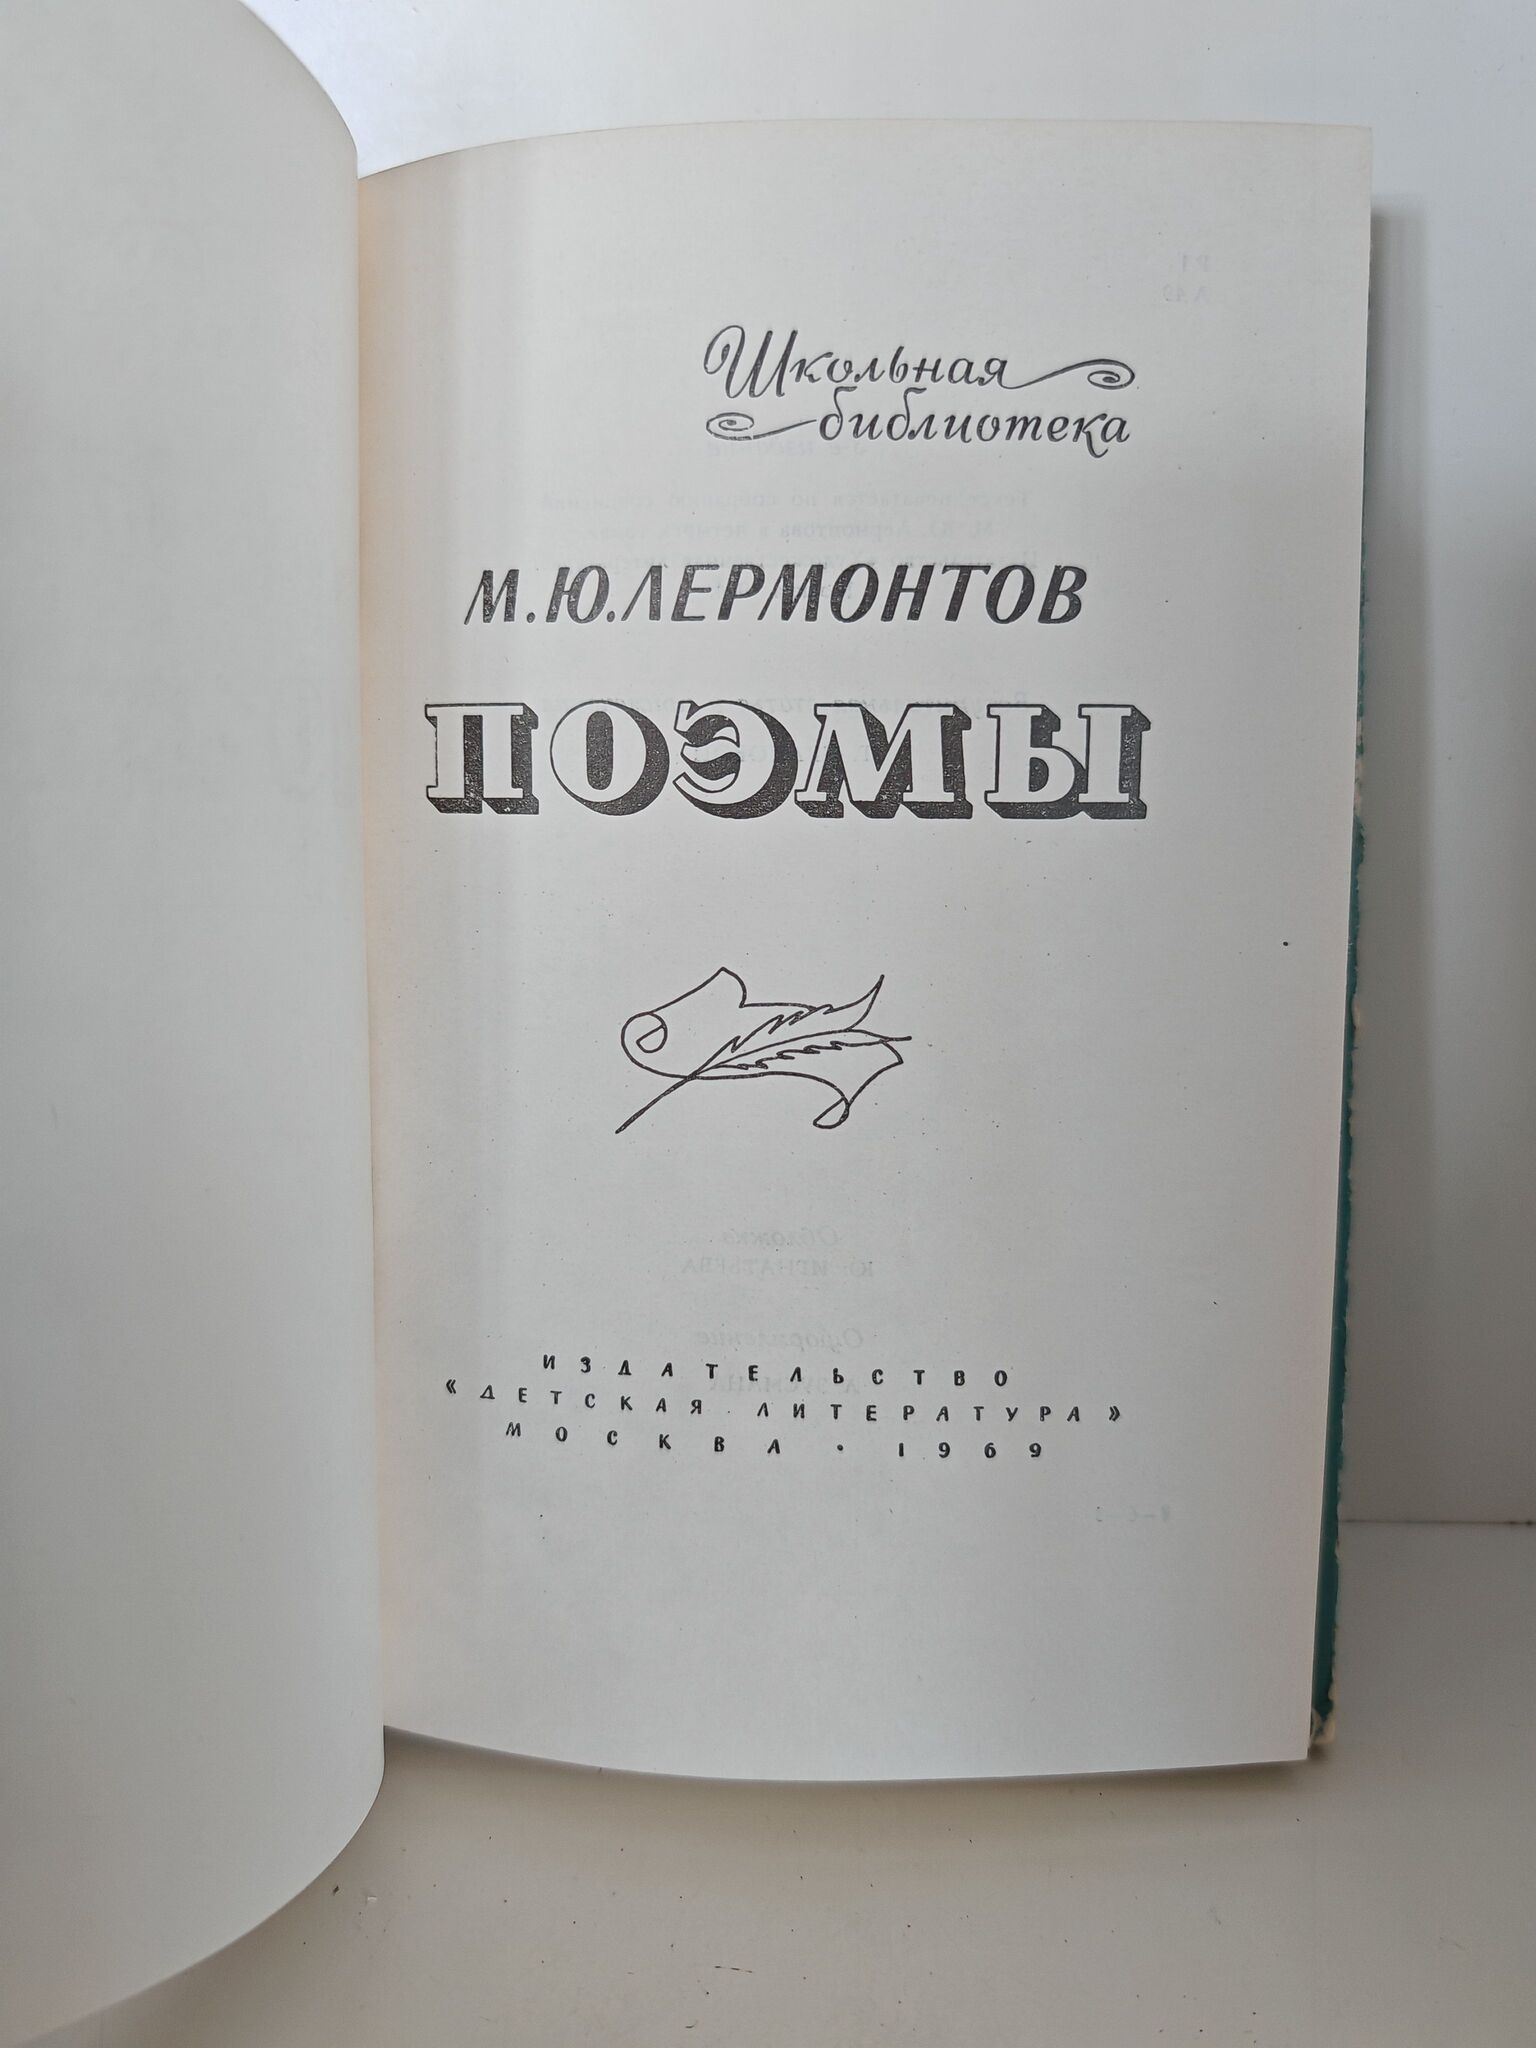 Школьная
библиотека
М.Ю.ЛЕРМОНТОВ
ПОЭМЫ
ИЗДАТЕЛЬСТВО
«ДЕТСКАЯ ЛИТЕРАТУРА»
МОСКВА · 1969